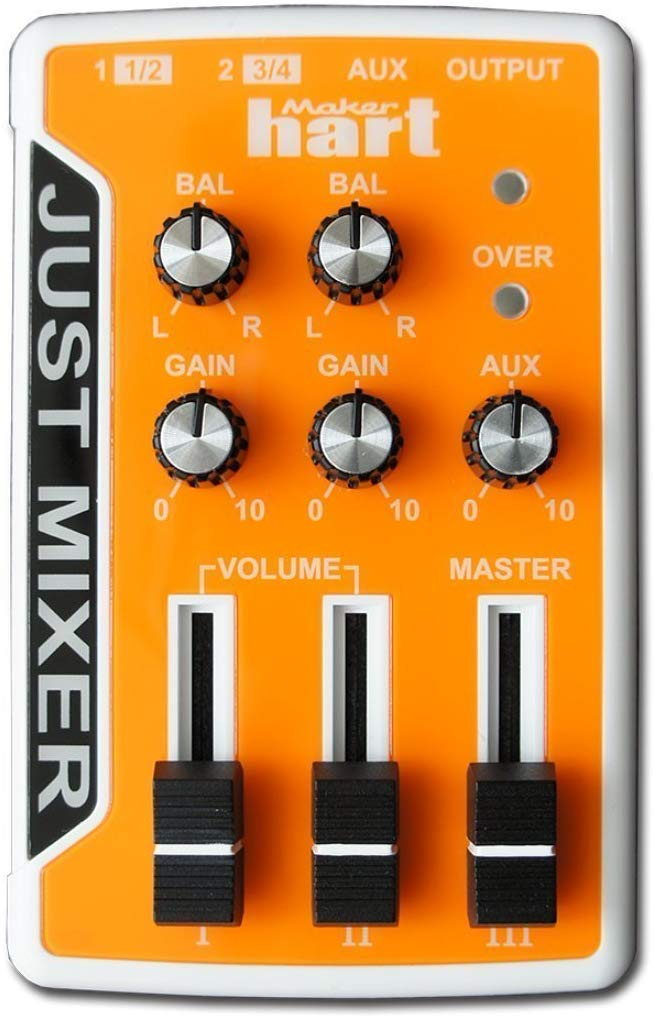 1 1/2 2 3/4 AUX OUTPUT
Maker
hart
JUST MIXER
BAL BAL
OVER
L R L R
GAIN GAIN AUX
0 10 0 10 0 10
VOLUME MASTER
I II III